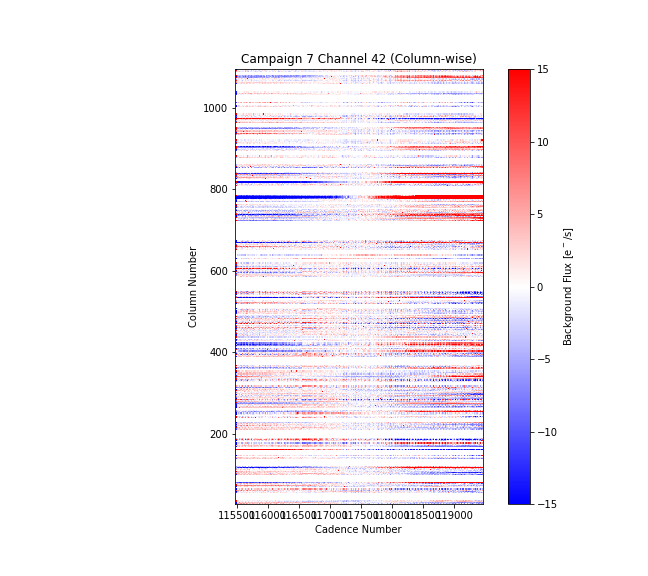 Campaign 7 Channel 42 (Column-wise)
1000
800
600
400
200
Column Number
115500 116000 116500 117000 117500 118000 118500 119000
Cadence Number
15
10
5
0
−5
−10
−15
Background Flux [e⁻/s]